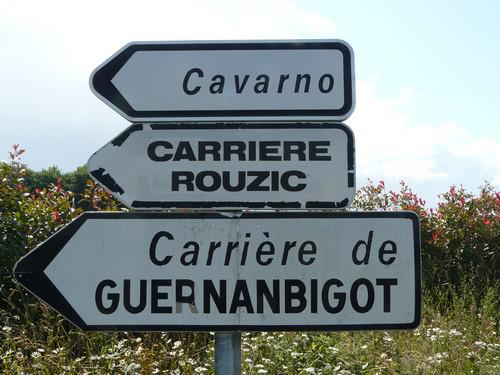 Cavarno
CARRIERE
ROUZIC
Carrière de
GUERNANBIGOT